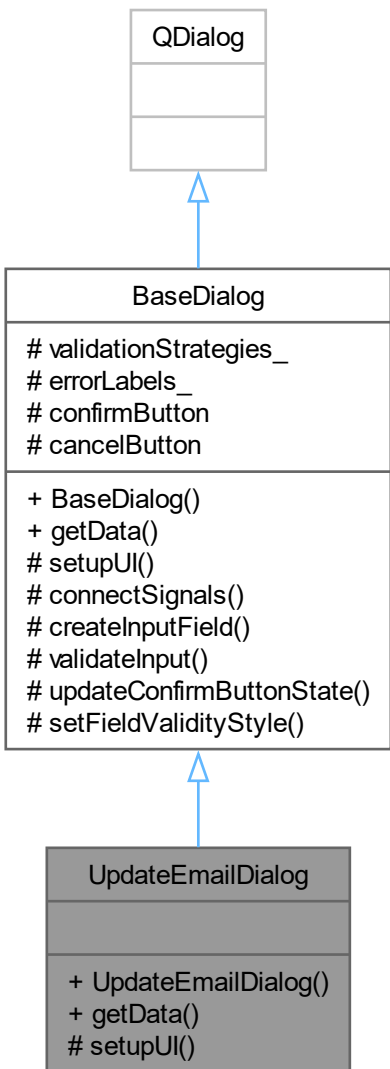 QDialog
BaseDialog
# validationStrategies_
# errorLabels_
# confirmButton
# cancelButton
+ BaseDialog()
+ getData()
# setupUI()
# connectSignals()
# createInputField()
# validateInput()
# updateConfirmButtonState()
# setFieldValidityStyle()
UpdateEmailDialog
+ UpdateEmailDialog()
+ getData()
# setupUI()